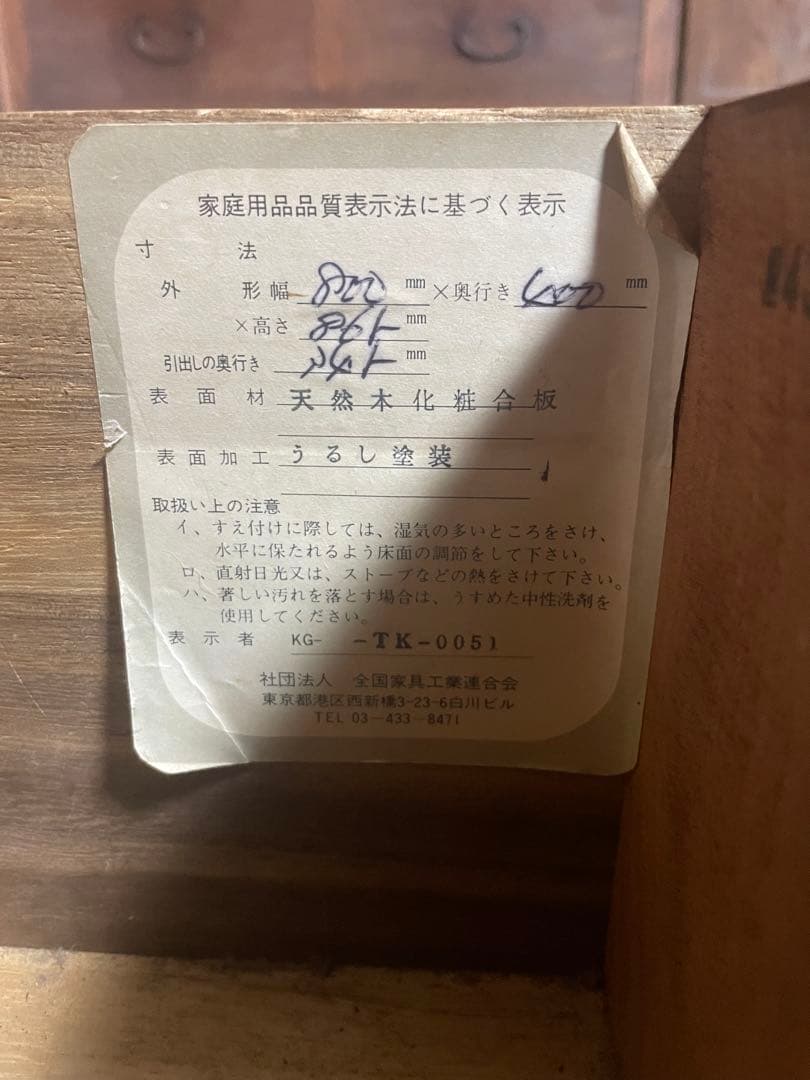 家庭用品品質表示法に基づく表示
寸法
外形幅 800 mm ×奥行き 400 mm
×高さ mm
引出しの奥行き mm
表面材 天然木化粧合板
表面加工 うるし塗装
取扱い上の注意
イ、すえ付けに際しては、湿気の多いところをさけ、
水平に保たれるよう床面の調節をして下さい。
ロ、直射日光又は、ストーブなどの熱をさけて下さい。
ハ、著しい汚れを落とす場合は、うすめた中性洗剤を
使用してください。
表示者 KG- -TK-0051
社団法人 全国家具工業連合会
東京都港区西新橋3-23-6白川ビル
TEL 03-433-8471